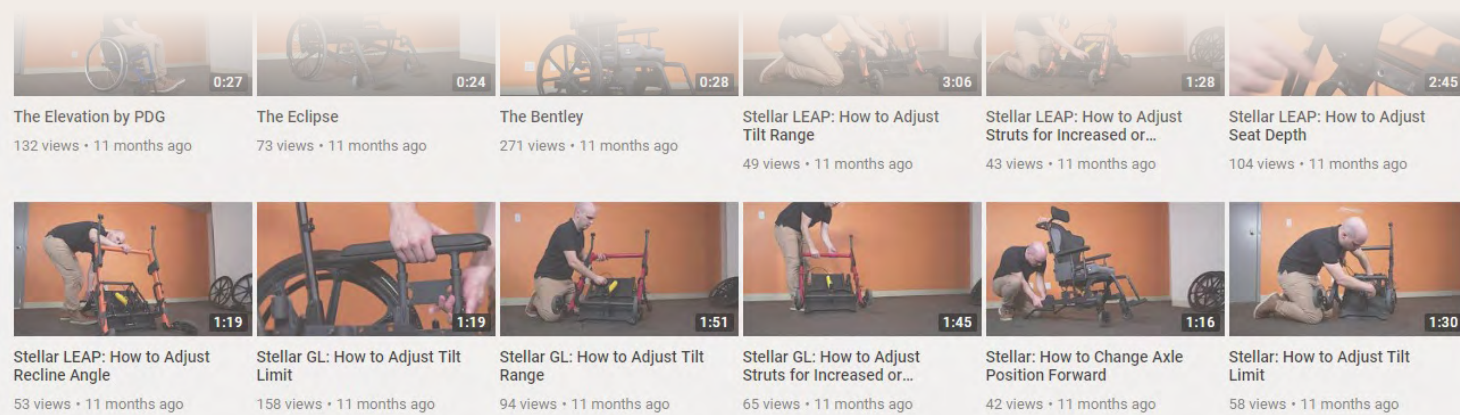 0:27
0:24
0:28
3:06
1:28
2:45
The Elevation by PDG
The Eclipse
The Bentley
Stellar LEAP: How to Adjust
Tilt Range
Stellar LEAP: How to Adjust
Struts for Increased or...
Stellar LEAP: How to Adjust
Seat Depth
132 views • 11 months ago
73 views • 11 months ago
271 views • 11 months ago
49 views • 11 months ago
43 views • 11 months ago
104 views • 11 months ago
1:19
1:19
1:51
1:45
1:16
1:30
Stellar LEAP: How to Adjust
Recline Angle
Stellar GL: How to Adjust Tilt
Limit
Stellar GL: How to Adjust Tilt
Range
Stellar GL: How to Adjust
Struts for Increased or...
Stellar: How to Change Axle
Position Forward
Stellar: How to Adjust Tilt
Limit
53 views • 11 months ago
158 views • 11 months ago
94 views • 11 months ago
65 views • 11 months ago
42 views • 11 months ago
58 views • 11 months ago